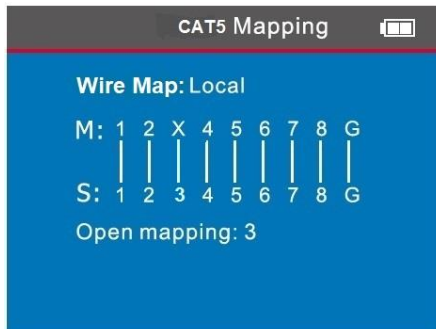 CAT5 Mapping
Wire Map: Local
M: 1 2 X 4 5 6 7 8 G
S: 1 2 3 4 5 6 7 8 G
Open mapping: 3